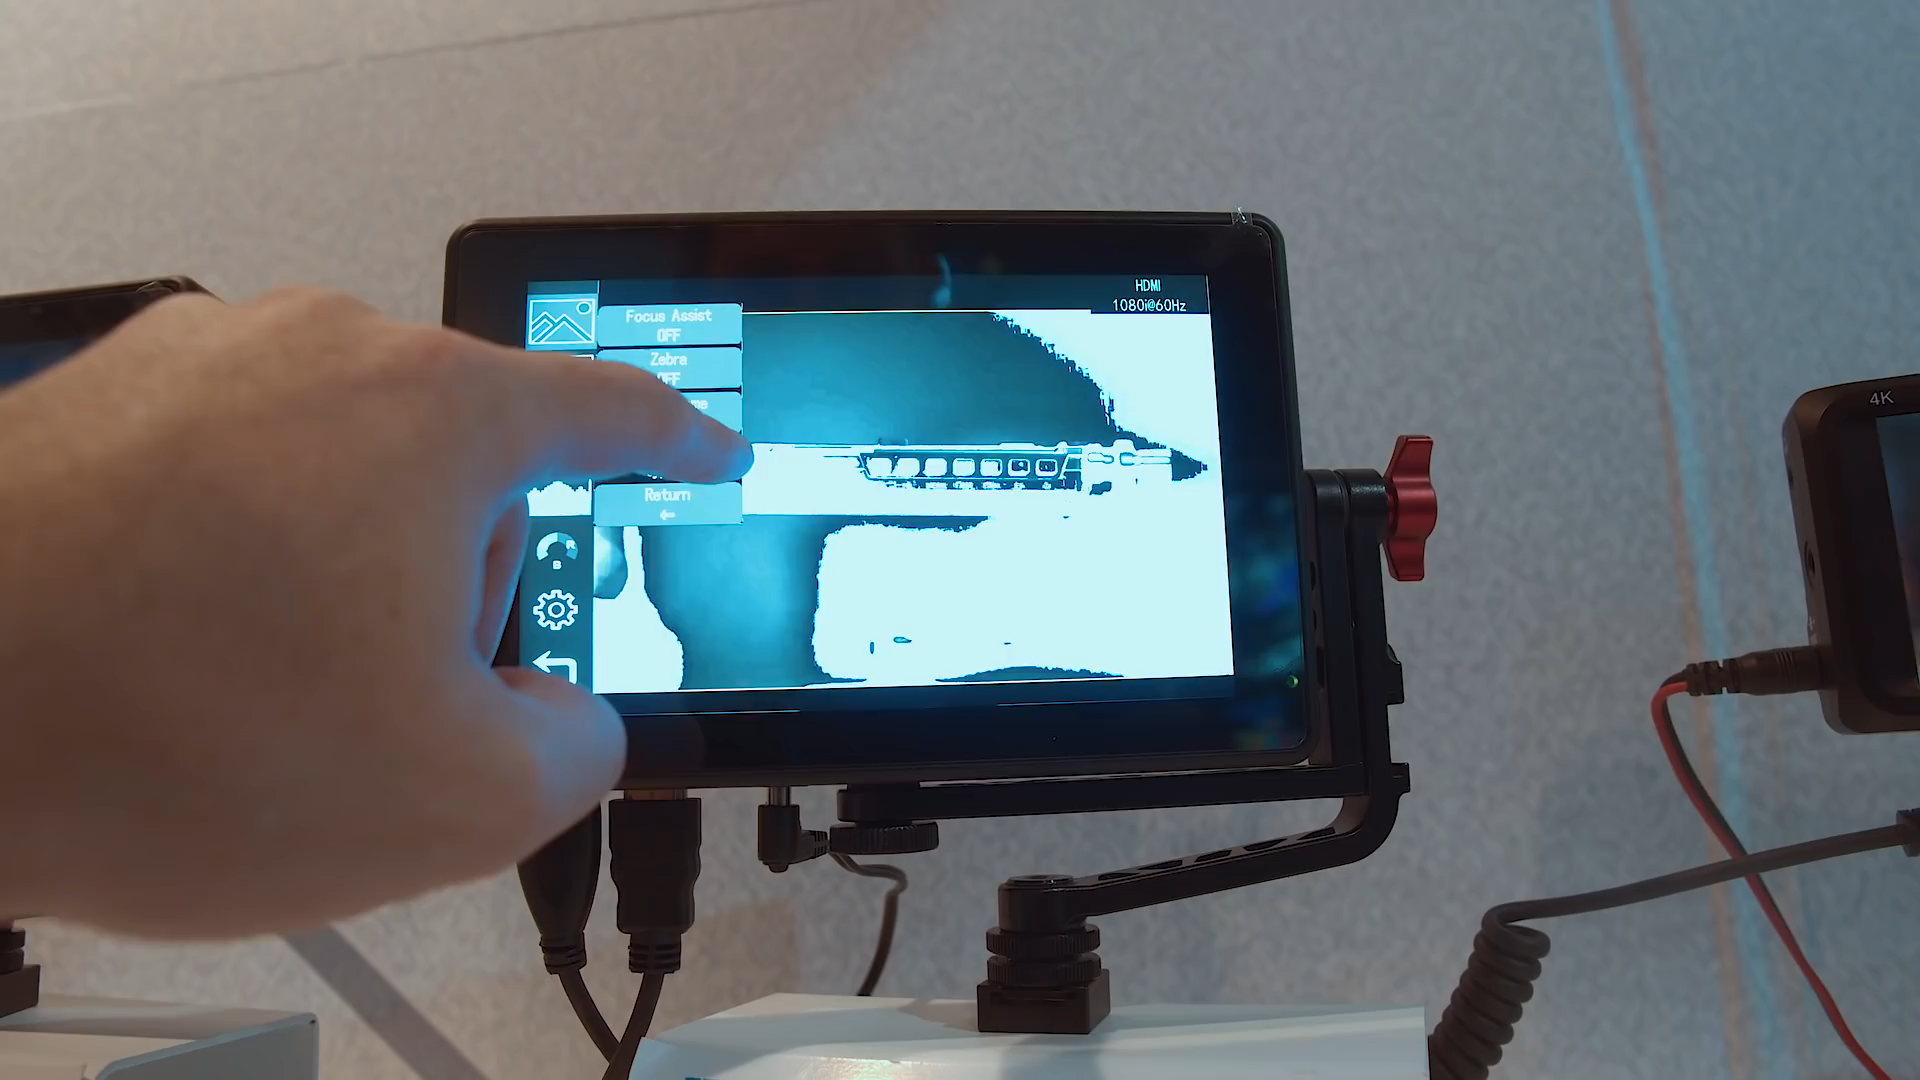 HDMI
1080i@60Hz
Focus Assist
OFF
Zebra
Return
←
R
B
4K